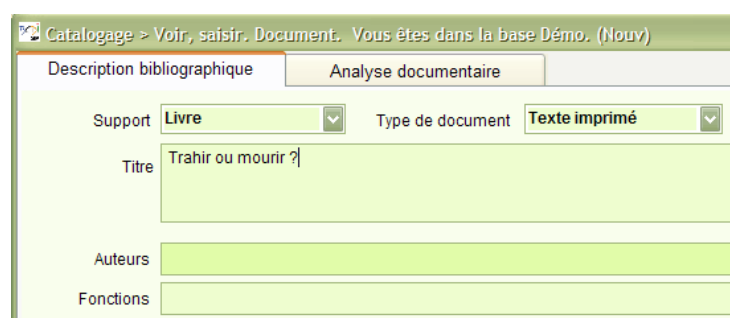 Catalogage > Voir, saisir. Document. Vous êtes dans la base Démo. (Nouv)
Description bibliographique Analyse documentaire
Support Livre Type de document Texte imprimé
Titre Trahir ou mourir ?
Auteurs
Fonctions